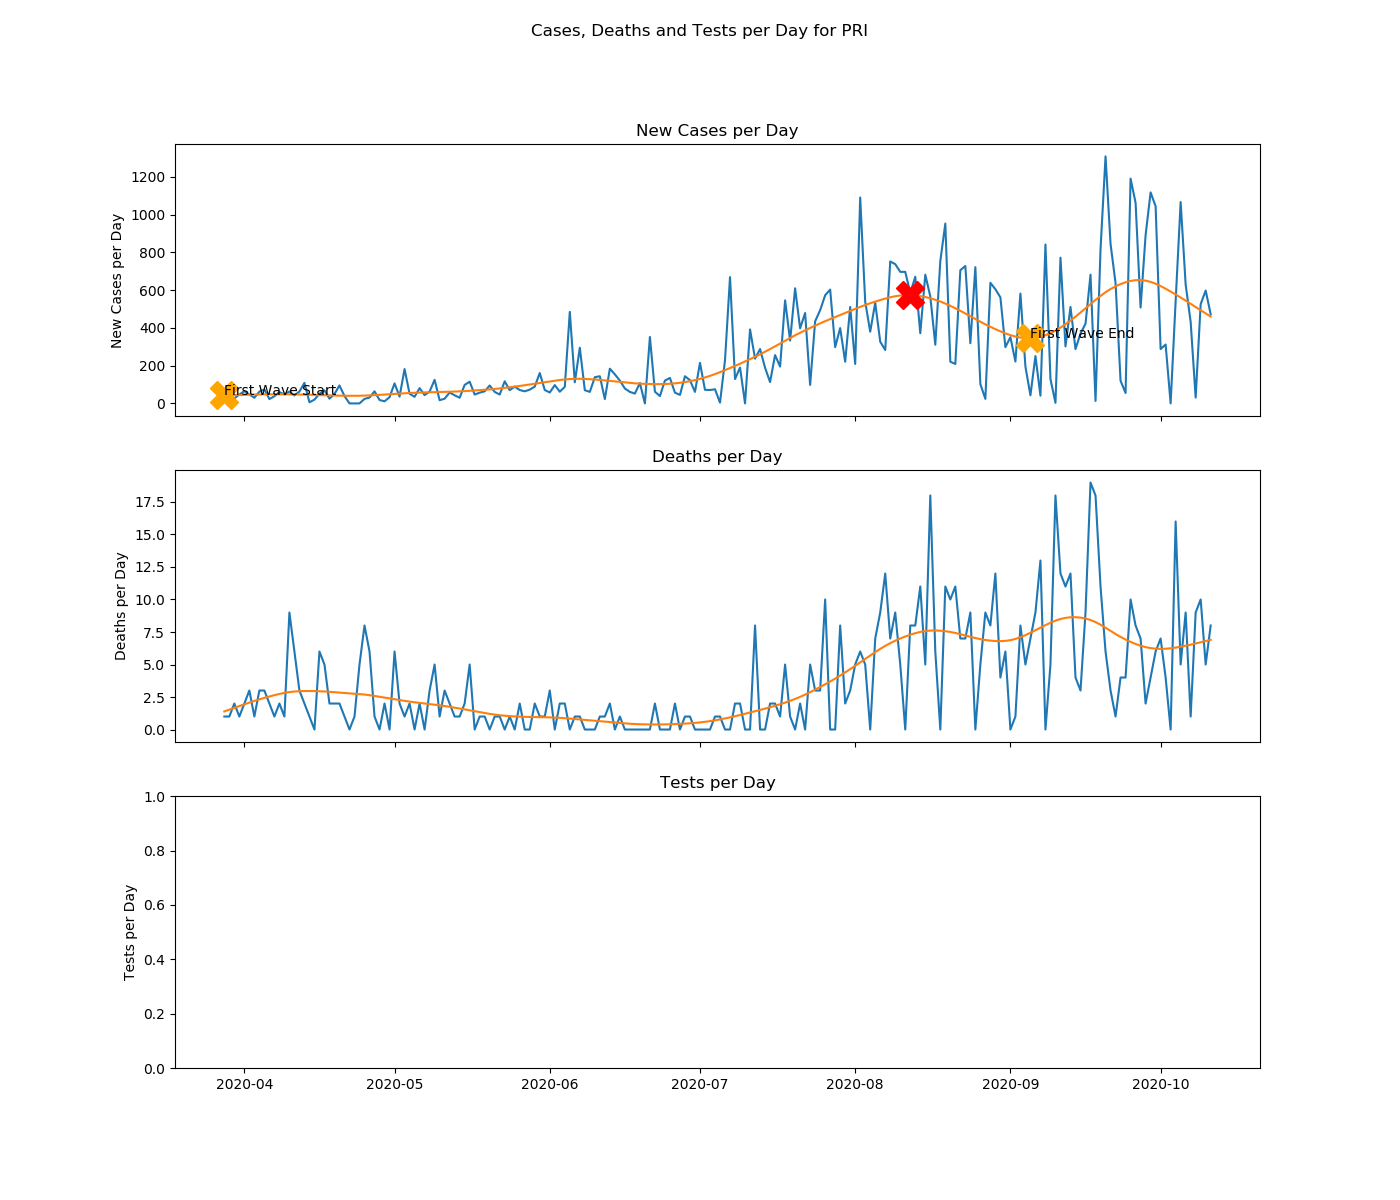 Cases, Deaths and Tests per Day for PRI
New Cases per Day
New Cases per Day
1200
1000
800
600
400
200
0
First Wave Start
First Wave End
Deaths per Day
Deaths per Day
17.5
15.0
12.5
10.0
7.5
5.0
2.5
0.0
Tests per Day
Tests per Day
1.0
0.8
0.6
0.4
0.2
0.0
2020-04 2020-05 2020-06 2020-07 2020-08 2020-09 2020-10